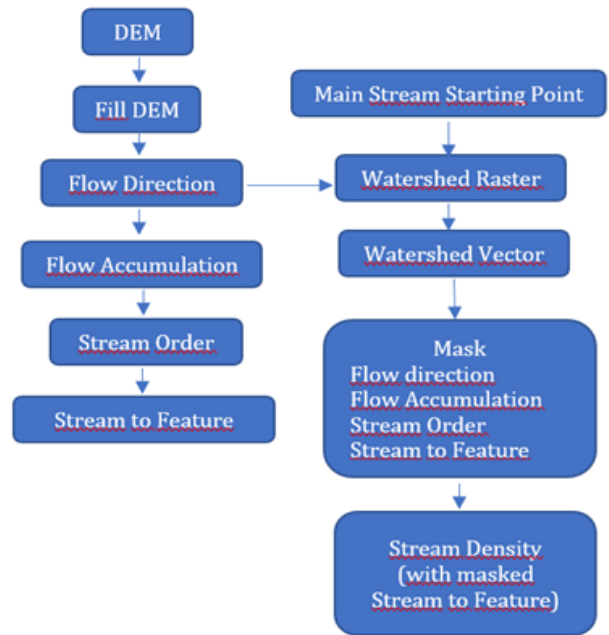 DEM
Fill DEM
Flow Direction
Flow Accumulation
Stream Order
Stream to Feature
Main Stream Starting Point
Watershed Raster
Watershed Vector
Mask
Flow direction
Flow Accumulation
Stream Order
Stream to Feature
Stream Density
(with masked
Stream to Feature)